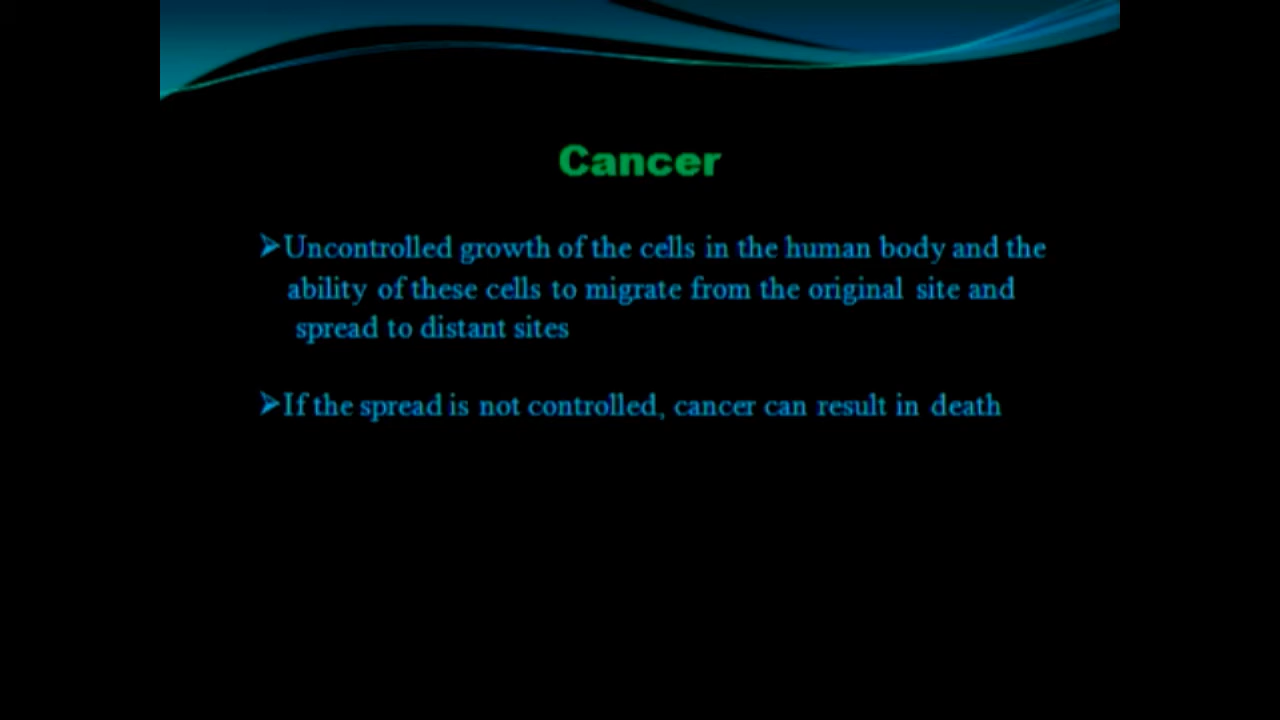 Cancer
➢Uncontrolled growth of the cells in the human body and the
ability of these cells to migrate from the original site and
spread to distant sites
➢If the spread is not controlled, cancer can result in death